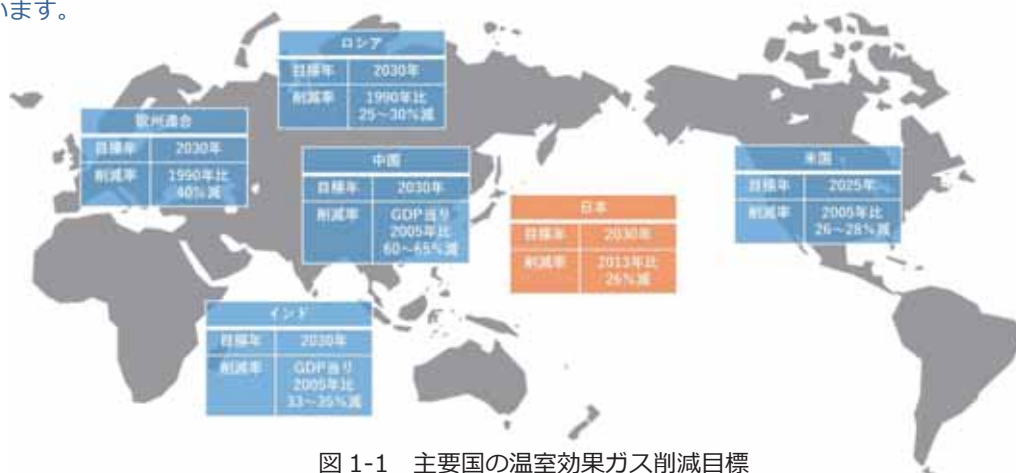 います。
ロシア
目標年 2030年
削減率 1990年比
25～30%減
欧州連合
目標年 2030年
削減率 1990年比
40%減
中国
目標年 2030年
削減率 GDP当り
2005年比
60～65%減
米国
目標年 2025年
削減率 2005年比
26～28%減
日本
目標年 2030年
削減率 2013年比
26%減
インド
目標年 2030年
削減率 GDP当り
2005年比
33～35%減
図 1-1 主要国の温室効果ガス削減目標